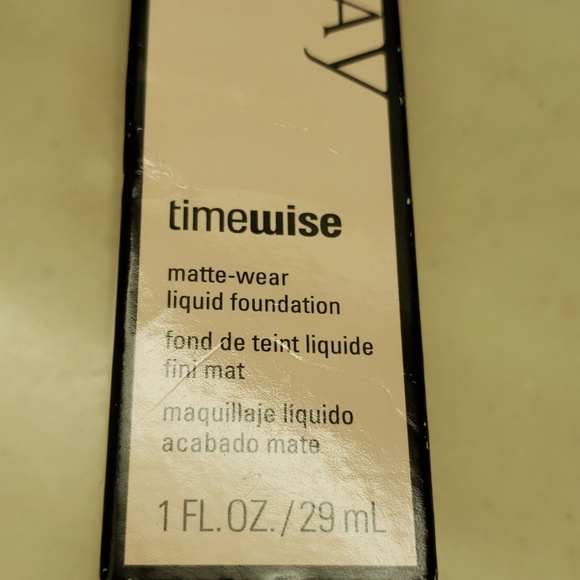 AY
timewise
matte-wear
liquid foundation
fond de teint liquide
fini mat
maquillaje líquido
acabado mate
1 FL.OZ./29 mL